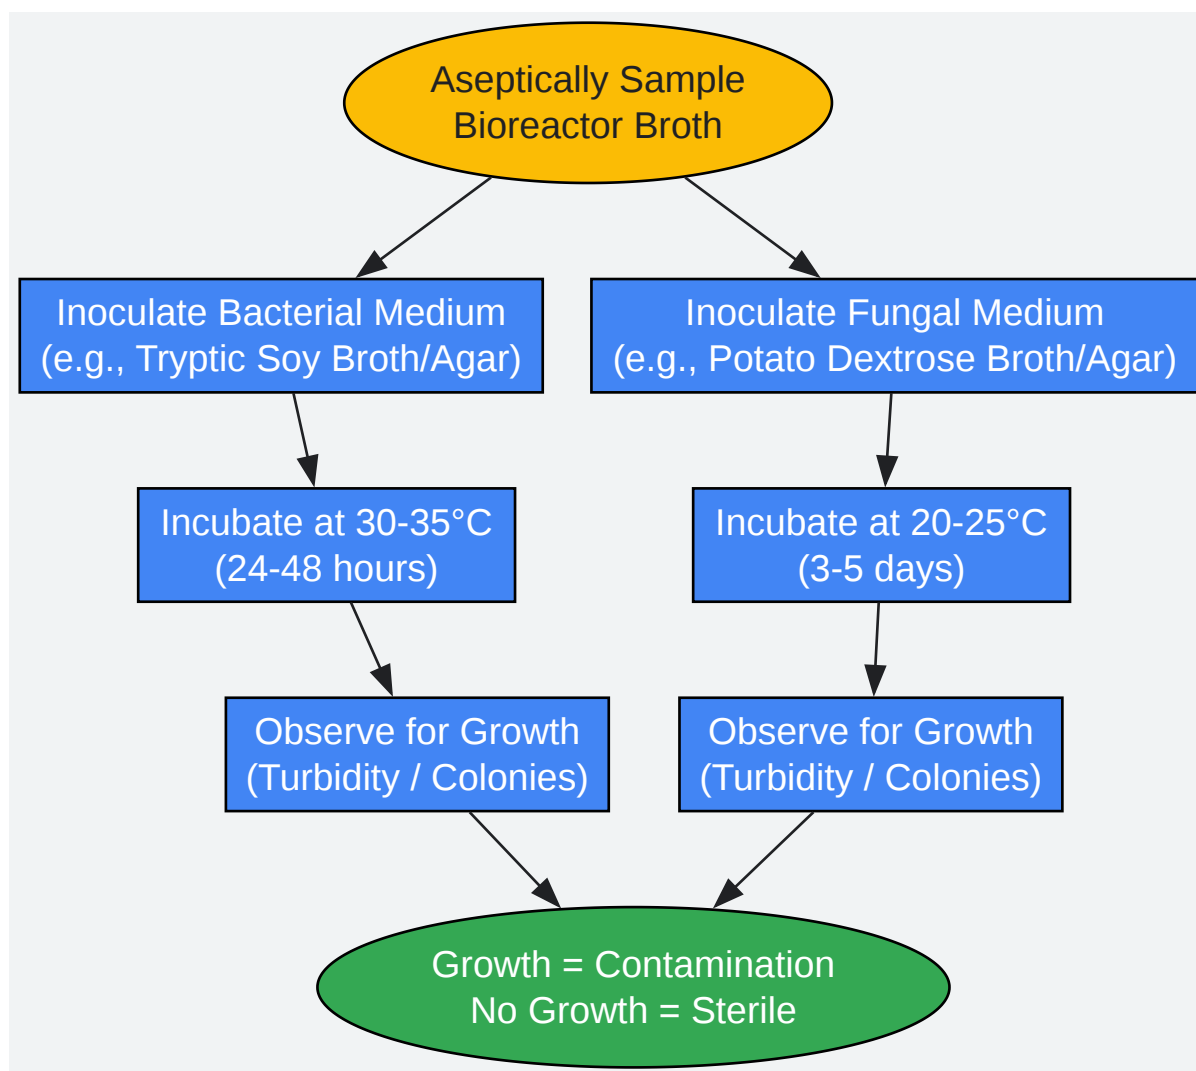 Aseptically Sample
Bioreactor Broth
Inoculate Bacterial Medium
(e.g., Tryptic Soy Broth/Agar)
Inoculate Fungal Medium
(e.g., Potato Dextrose Broth/Agar)
Incubate at 30-35°C
(24-48 hours)
Incubate at 20-25°C
(3-5 days)
Observe for Growth
(Turbidity / Colonies)
Observe for Growth
(Turbidity / Colonies)
Growth = Contamination
No Growth = Sterile